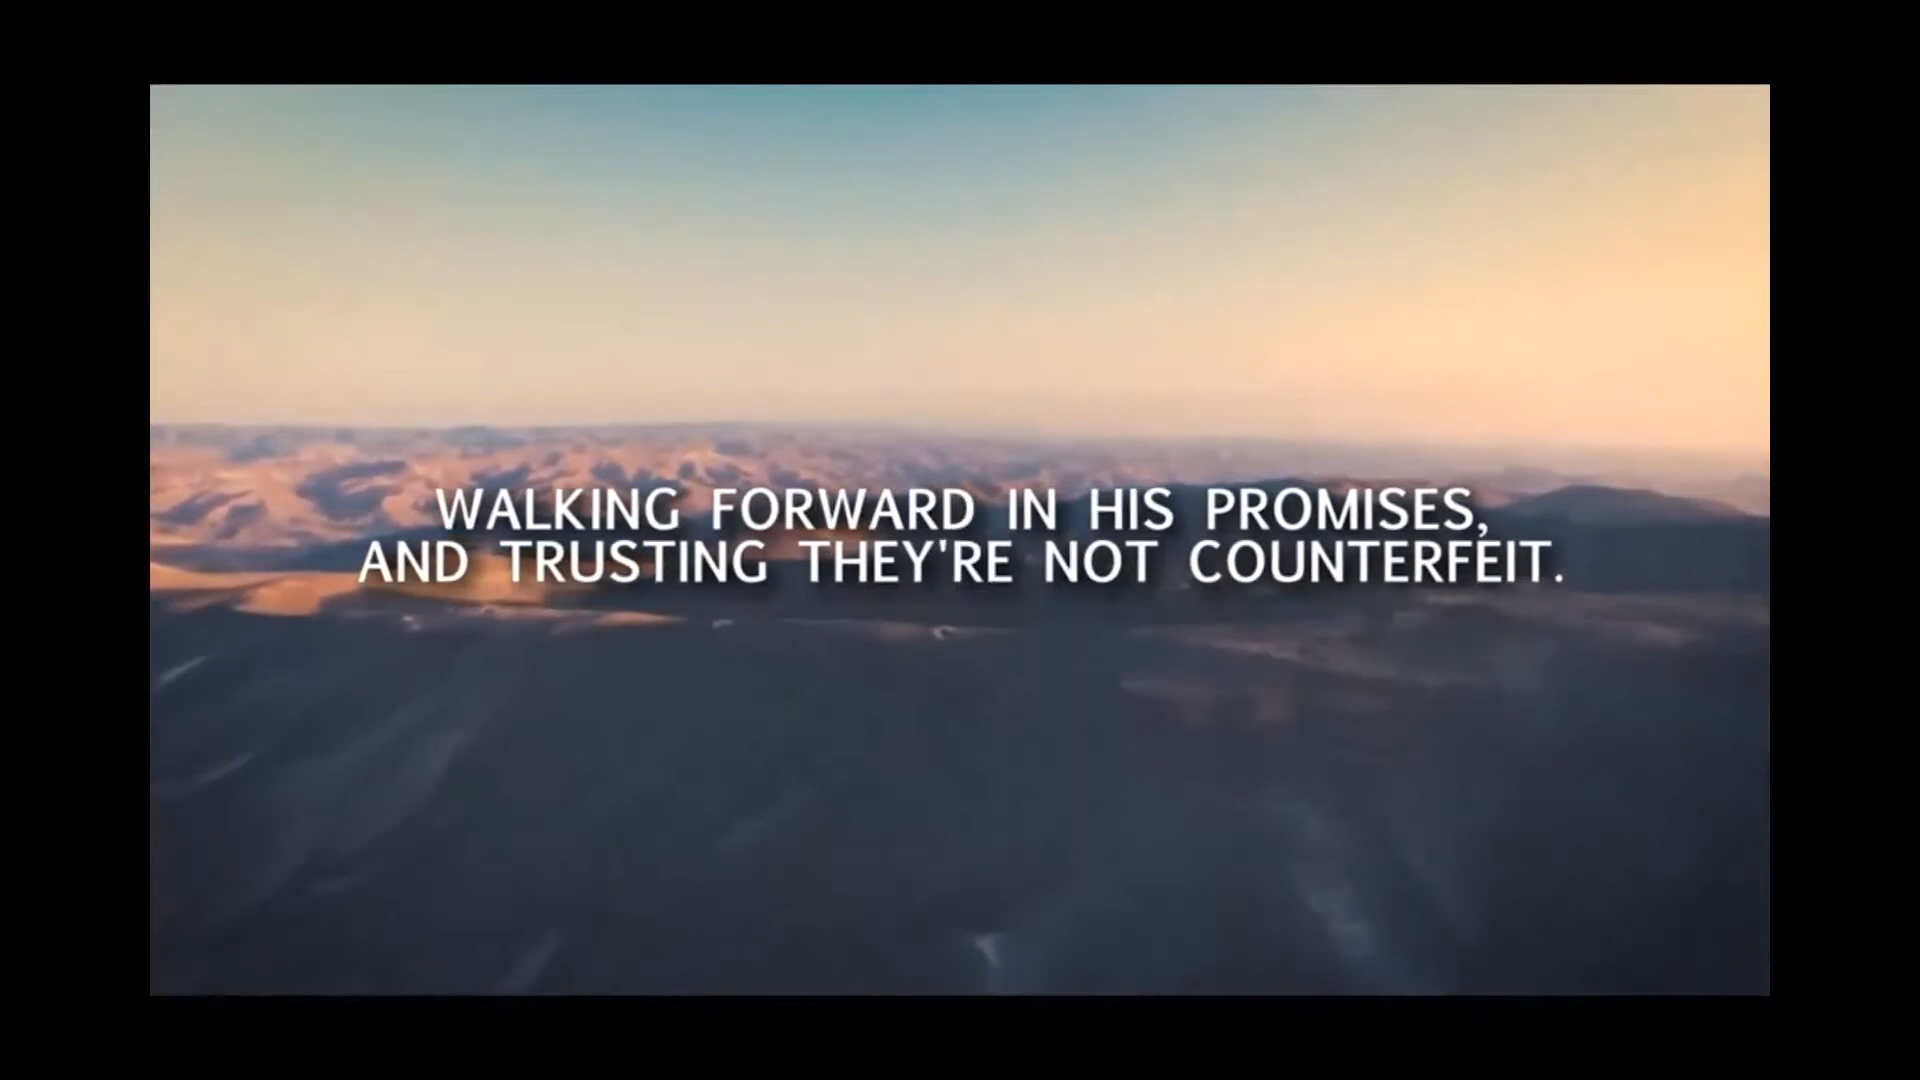 WALKING FORWARD IN HIS PROMISES,
AND TRUSTING THEY'RE NOT COUNTERFEIT.